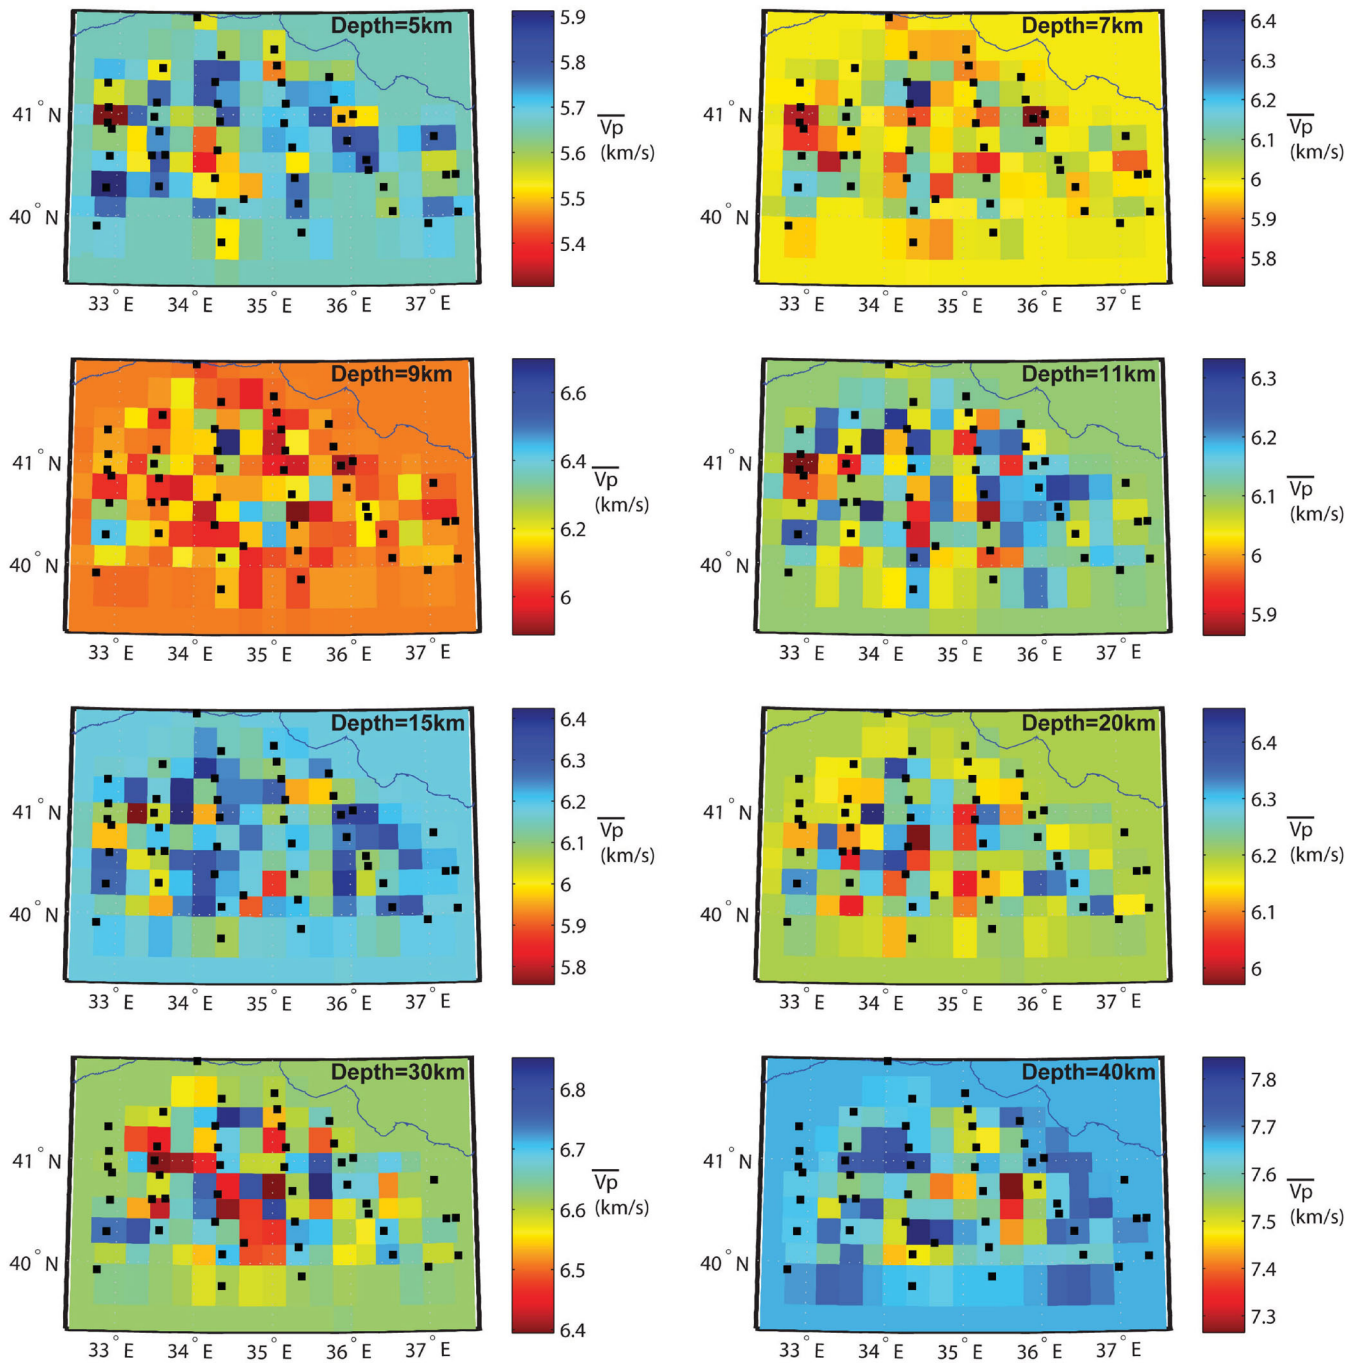 Depth=5km
41° N
40° N
33° E
34° E
35° E
36° E
37° E
5.9
5.8
5.7
5.6
5.5
5.4
Vp
(km/s)
Depth=7km
41° N
40° N
33° E
34° E
35° E
36° E
37° E
6.4
6.3
6.2
6.1
6
5.9
5.8
Vp
(km/s)
Depth=9km
41° N
40° N
33° E
34° E
35° E
36° E
37° E
6.6
6.4
6.2
6
Vp
(km/s)
Depth=11km
41° N
40° N
33° E
34° E
35° E
36° E
37° E
6.3
6.2
6.1
6
5.9
Vp
(km/s)
Depth=15km
41° N
40° N
33° E
34° E
35° E
36° E
37° E
6.4
6.3
6.2
6.1
6
5.9
5.8
Vp
(km/s)
Depth=20km
41° N
40° N
33° E
34° E
35° E
36° E
37° E
6.4
6.3
6.2
6.1
6
Vp
(km/s)
Depth=30km
41° N
40° N
33° E
34° E
35° E
36° E
37° E
6.8
6.7
6.6
6.5
6.4
Vp
(km/s)
Depth=40km
41° N
40° N
33° E
34° E
35° E
36° E
37° E
7.8
7.7
7.6
7.5
7.4
7.3
Vp
(km/s)